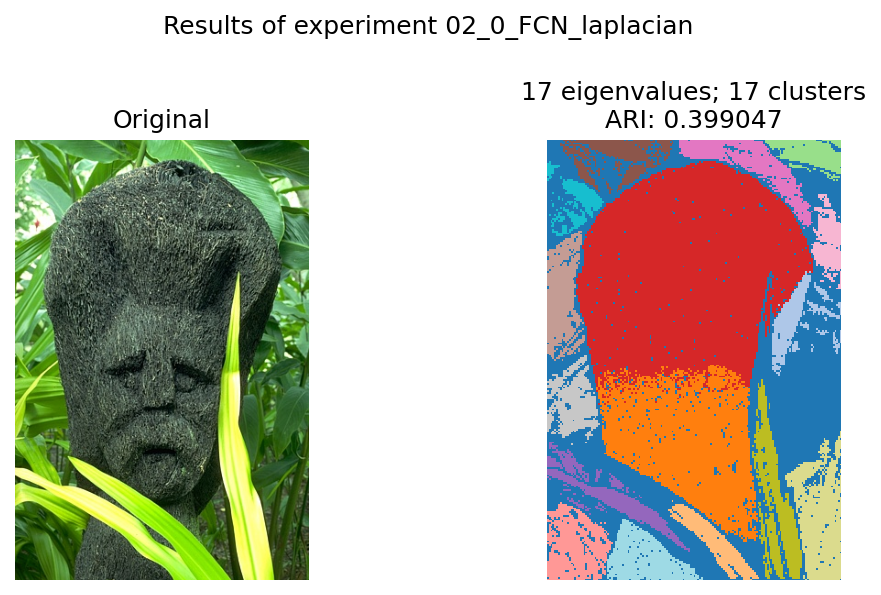 Results of experiment 02_0_FCN_laplacian
Original
17 eigenvalues; 17 clusters
ARI: 0.399047